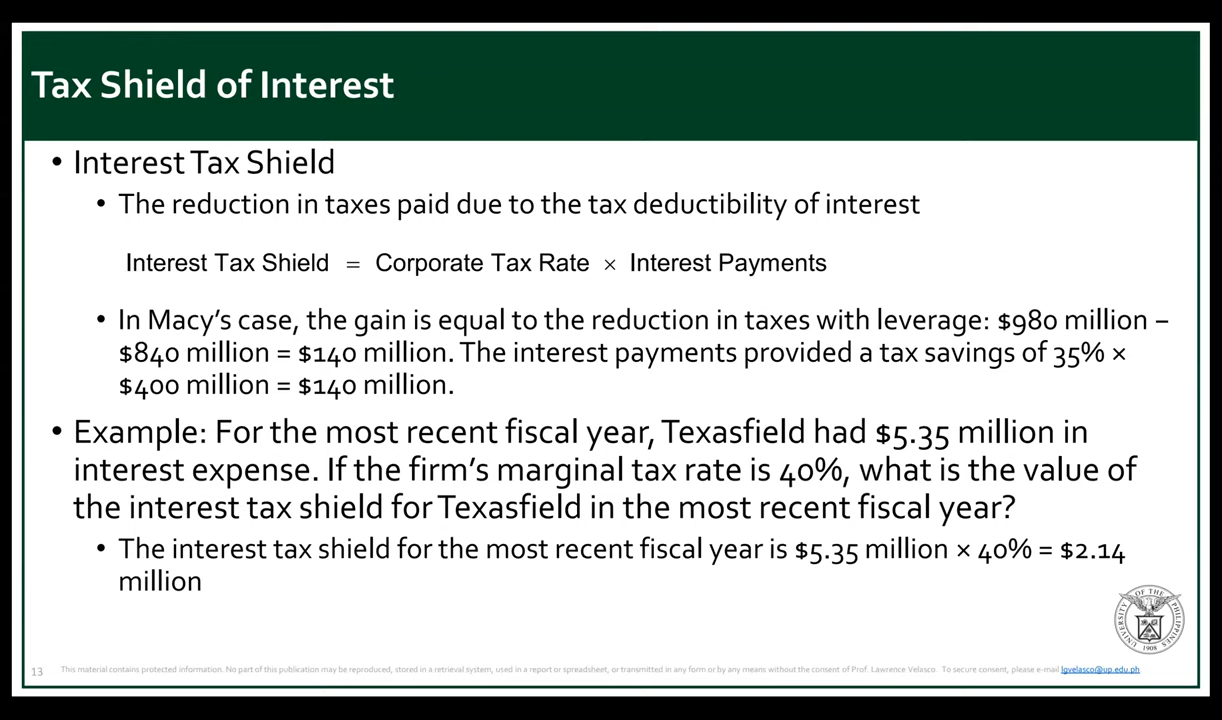 Tax Shield of Interest
• Interest Tax Shield
• The reduction in taxes paid due to the tax deductibility of interest
Interest Tax Shield = Corporate Tax Rate × Interest Payments
• In Macy's case, the gain is equal to the reduction in taxes with leverage: $980 million –
$840 million = $140 million. The interest payments provided a tax savings of 35% ×
$400 million = $140 million.
• Example: For the most recent fiscal year, Texasfield had $5.35 million in
interest expense. If the firm's marginal tax rate is 40%, what is the value of
the interest tax shield for Texasfield in the most recent fiscal year?
• The interest tax shield for the most recent fiscal year is $5.35 million × 40% = $2.14
million
UNIVERSITY OF THE PHILIPPINES
1908
13 This material contains protected information. No part of this publication may be reproduced, stored in a retrieval system, used in a report or spreadsheet, or transmitted in any form or by any means without the consent of Prof. Lawrence Velasco. To secure consent, please e-mail lgvelasco@up.edu.ph